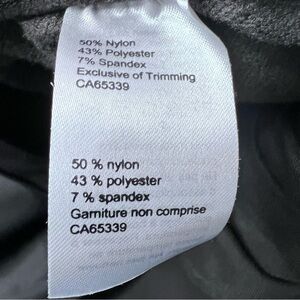 50% Nylon
43% Polyester
7% Spandex
Exclusive of Trimming
CA65339
50 % nylon
43 % polyester
7 % spandex
Garniture non comprise
CA65339